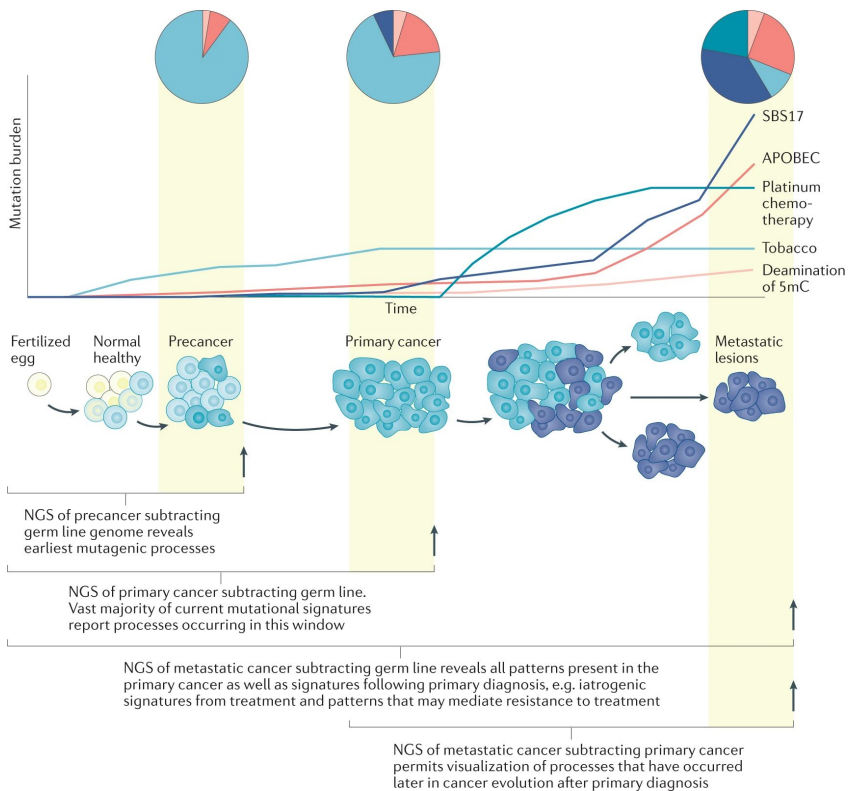 Mutation burden
SBS17
APOBEC
Platinum
chemo-
therapy
Tobacco
Deamination
of 5mC
Time
Fertilized
egg
Normal
healthy
Precancer
Primary cancer
Metastatic
lesions
NGS of precancer subtracting
germ line genome reveals
earliest mutagenic processes
NGS of primary cancer subtracting germ line.
Vast majority of current mutational signatures
report processes occurring in this window
NGS of metastatic cancer subtracting germ line reveals all patterns present in the
primary cancer as well as signatures following primary diagnosis, e.g. iatrogenic
signatures from treatment and patterns that may mediate resistance to treatment
NGS of metastatic cancer subtracting primary cancer
permits visualization of processes that have occurred
later in cancer evolution after primary diagnosis